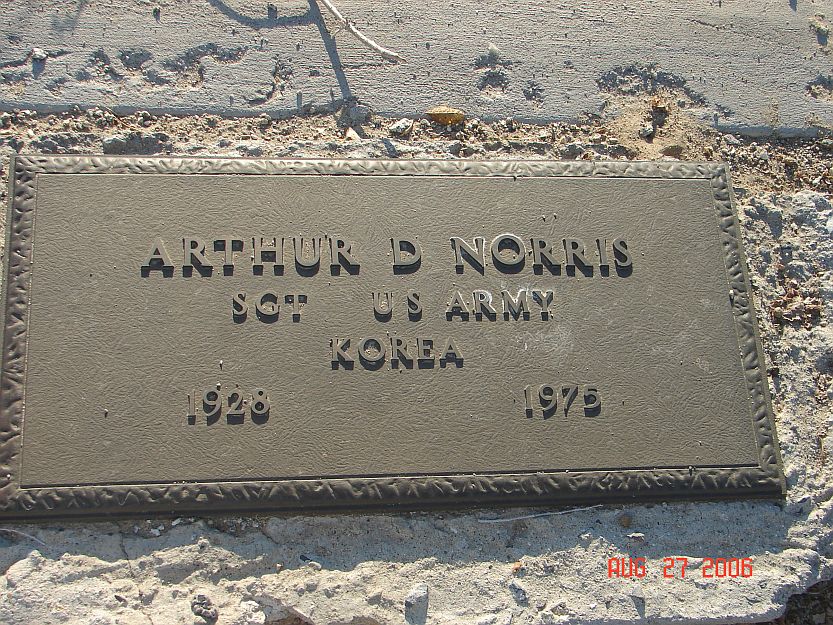 ARTHUR D NORRIS
SGT US ARMY
KOREA
1928 1975
AUG 27 2006